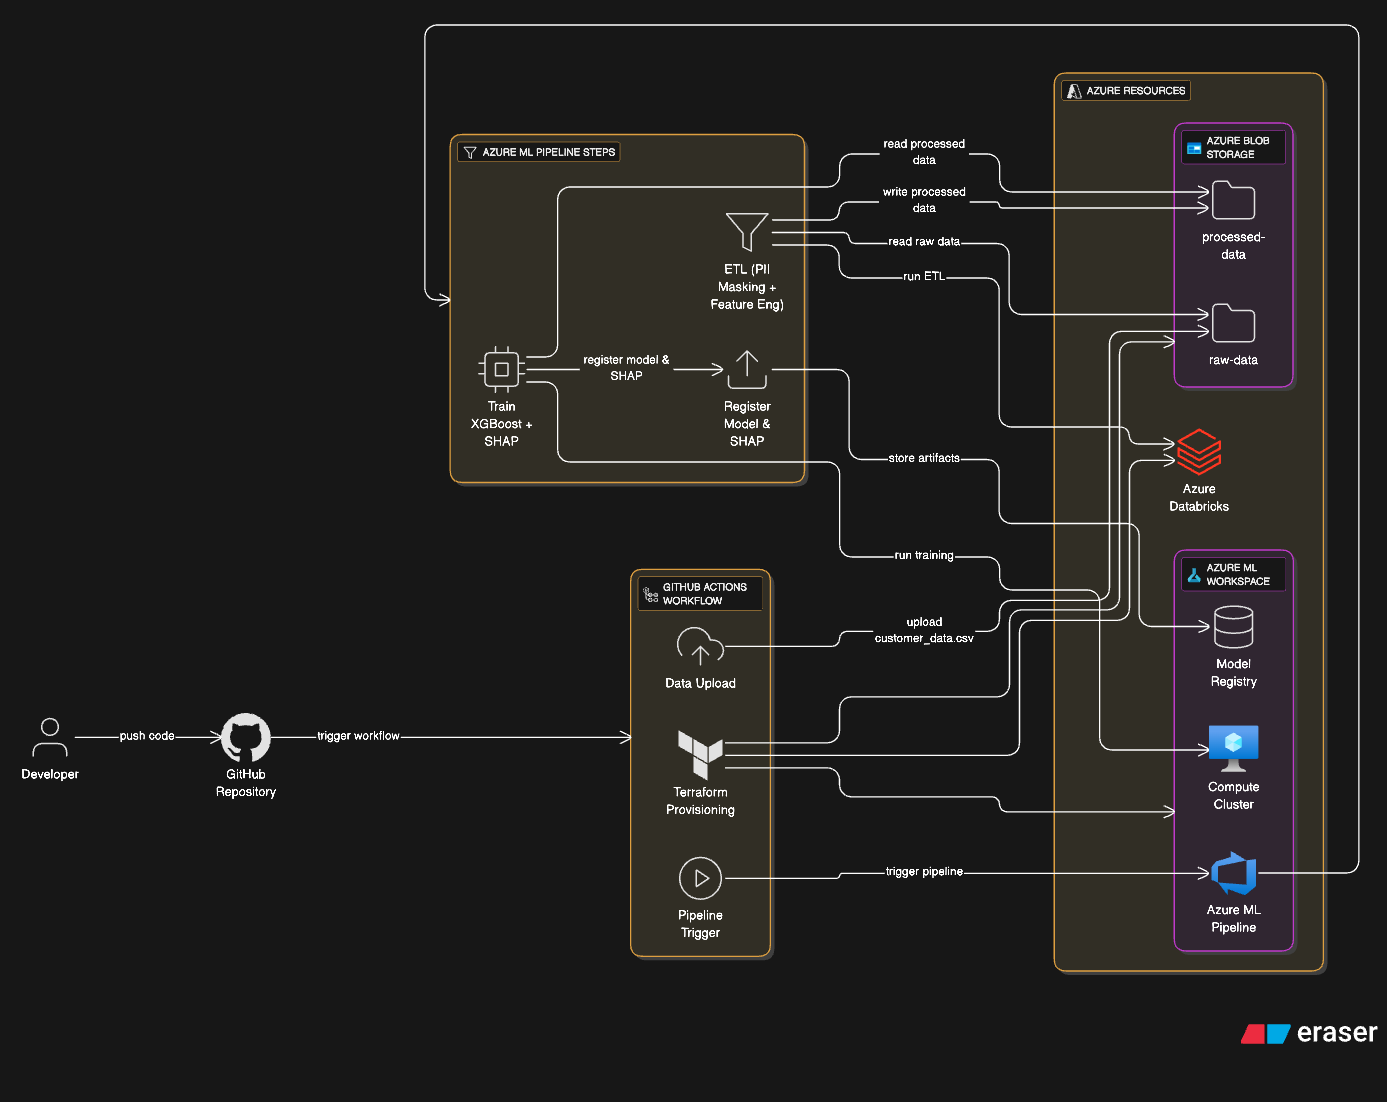 AZURE RESOURCES
AZURE BLOB
STORAGE
AZURE ML PIPELINE STEPS
read processed
data
write processed
data
processed-
data
read raw data
ETL (PII
Masking +
Feature Eng)
run ETL
raw-data
register model &
SHAP
Train
XGBoost +
SHAP
Register
Model &
SHAP
store artifacts
Azure
Databricks
run training
AZURE ML
WORKSPACE
GITHUB ACTIONS
WORKFLOW
upload
customer_data.csv
Data Upload
Model
Registry
push code
trigger workflow
Developer
GitHub
Repository
Terraform
Provisioning
Compute
Cluster
trigger pipeline
Pipeline
Trigger
Azure ML
Pipeline
eraser